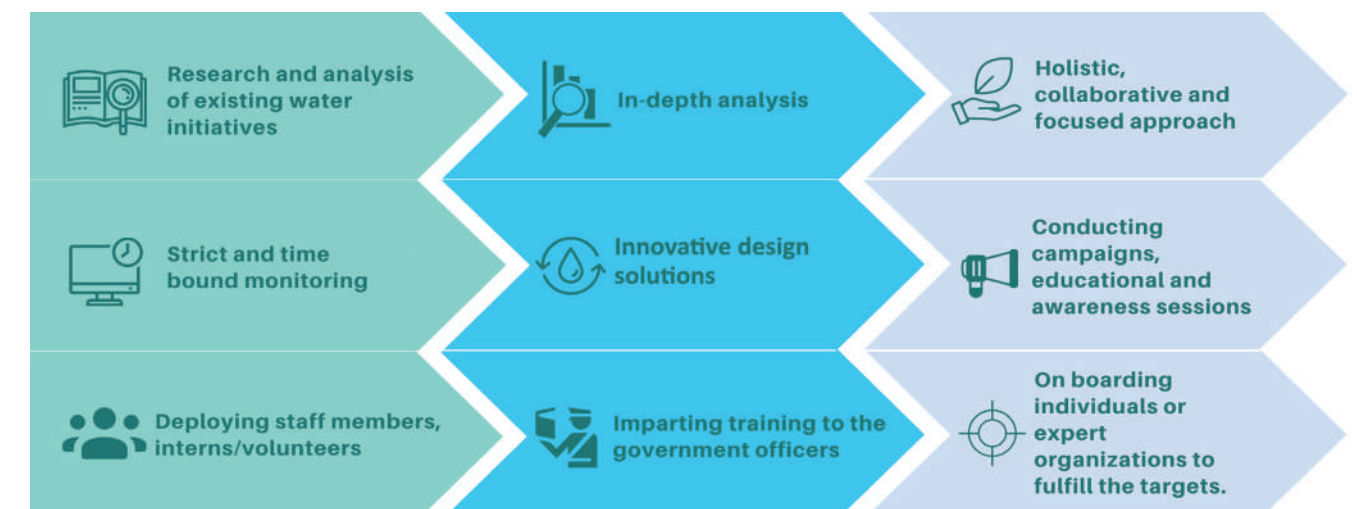 Research and analysis
of existing water
initiatives
In-depth analysis
Holistic,
collaborative and
focused approach
Strict and time
bound monitoring
Innovative design
solutions
Conducting
campaigns,
educational and
awareness sessions
Deploying staff members,
interns/volunteers
Imparting training to the
government officers
On boarding
individuals or
expert
organizations to
fulfill the targets.